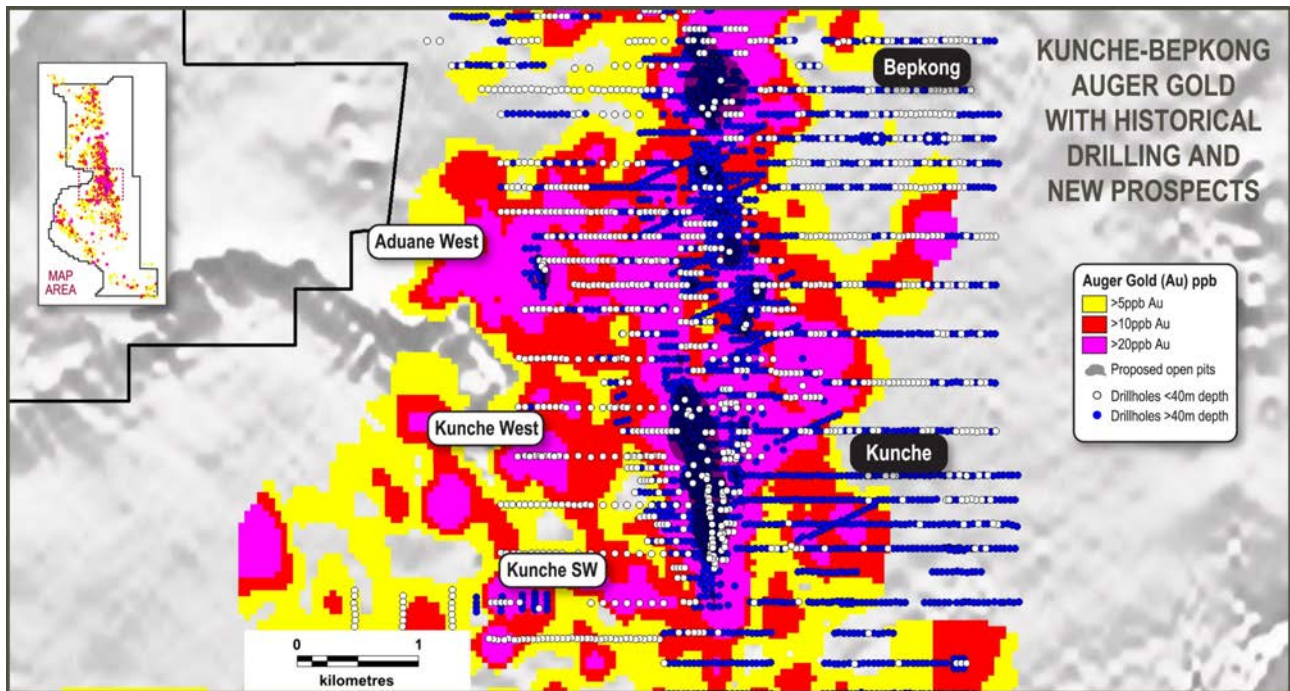 KUNCHE-BEPKONG
AUGER GOLD
WITH HISTORICAL
DRILLING AND
NEW PROSPECTS
Bepkong
MAP
AREA
Aduane West
Auger Gold (Au) ppb
>5ppb Au
>10ppb Au
>20ppb Au
Proposed open pits
Drillholes <40m depth
Drillholes >40m depth
Kunche West
Kunche
Kunche SW
0 1
kilometres